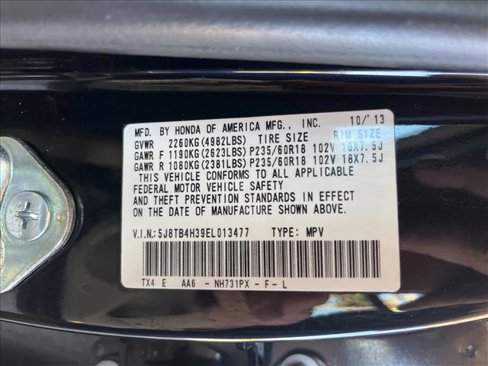 MFD. BY HONDA OF AMERICA MFG., INC. 10/'13
GVWR 2260KG(4982LBS) TIRE SIZE RIM SIZE
GAWR F 1190KG(2623LBS) P235/60R18 102V 18X7.5J
GAWR R 1080KG(2381LBS) P235/60R18 102V 18X7.5J
THIS VEHICLE CONFORMS TO ALL APPLICABLE
FEDERAL MOTOR VEHICLE SAFETY
AND THEFT PREVENTION STANDARDS IN EFFECT
ON THE DATE OF MANUFACTURE SHOWN ABOVE.
V.I.N.: 5J8TB4H39EL013477 TYPE: MPV
TX4 E AA6 - NH731PX - F - L